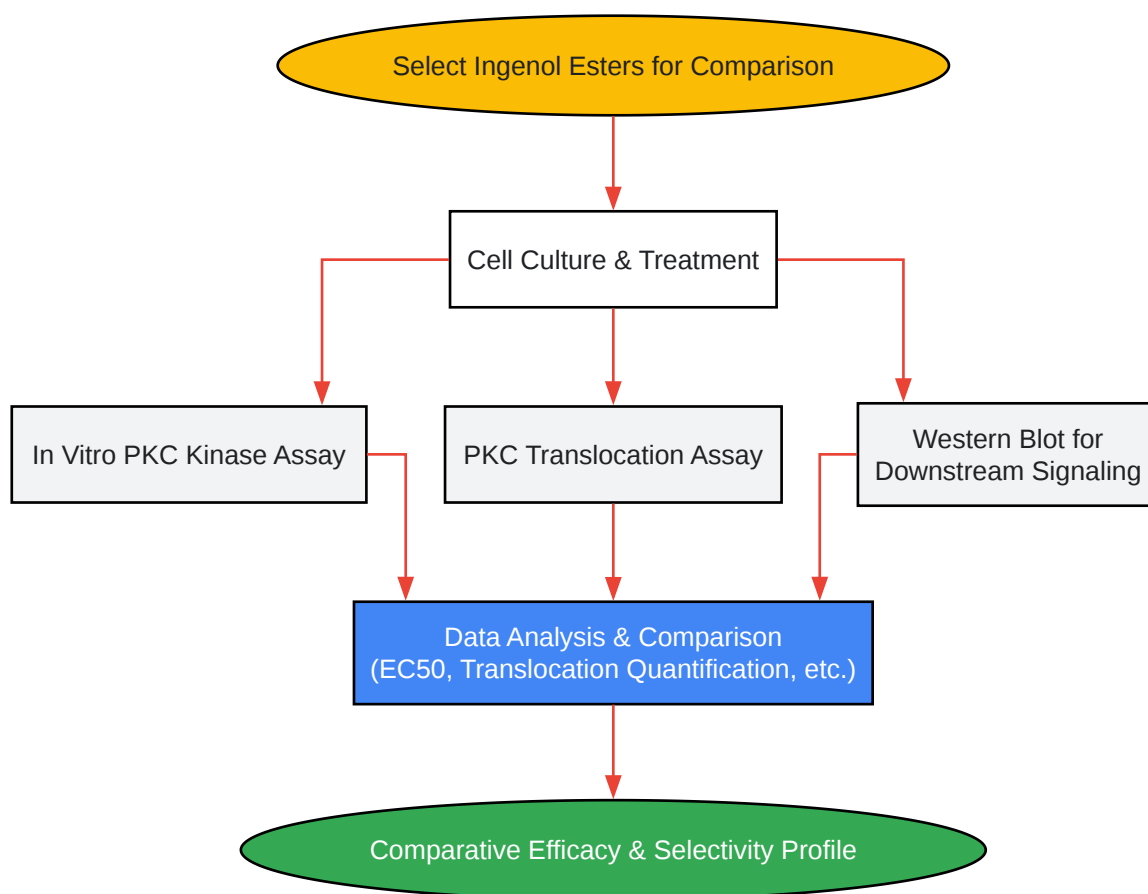 Select Ingenol Esters for Comparison
Cell Culture & Treatment
In Vitro PKC Kinase Assay
PKC Translocation Assay
Western Blot for
Downstream Signaling
Data Analysis & Comparison
(EC50, Translocation Quantification, etc.)
Comparative Efficacy & Selectivity Profile